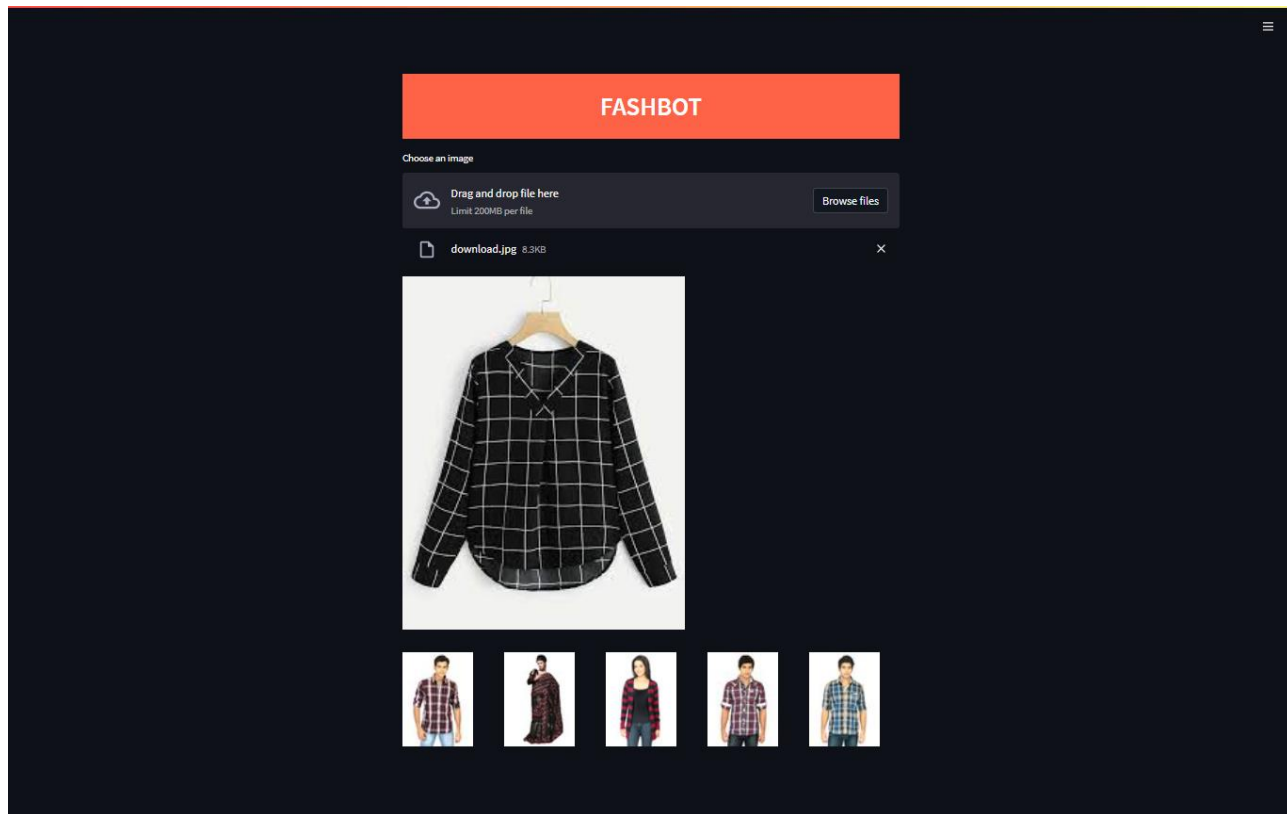 FASHBOT
Choose an image
Drag and drop file here
Limit 200MB per file
Browse files
download.jpg 8.3KB